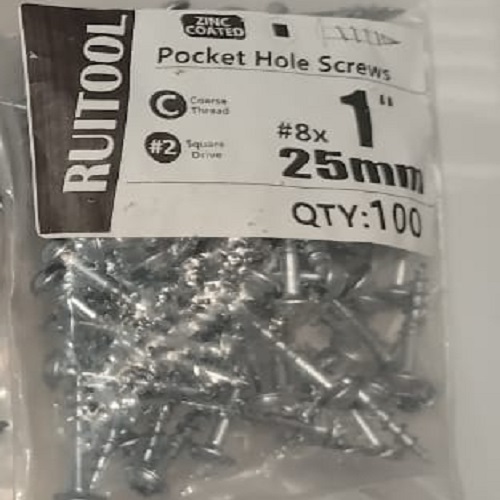 RUITOOL
ZINC
COATED
Pocket Hole Screws
C Coarse
Thread
#2 Square
Drive
#8x 1"
25mm
QTY:100